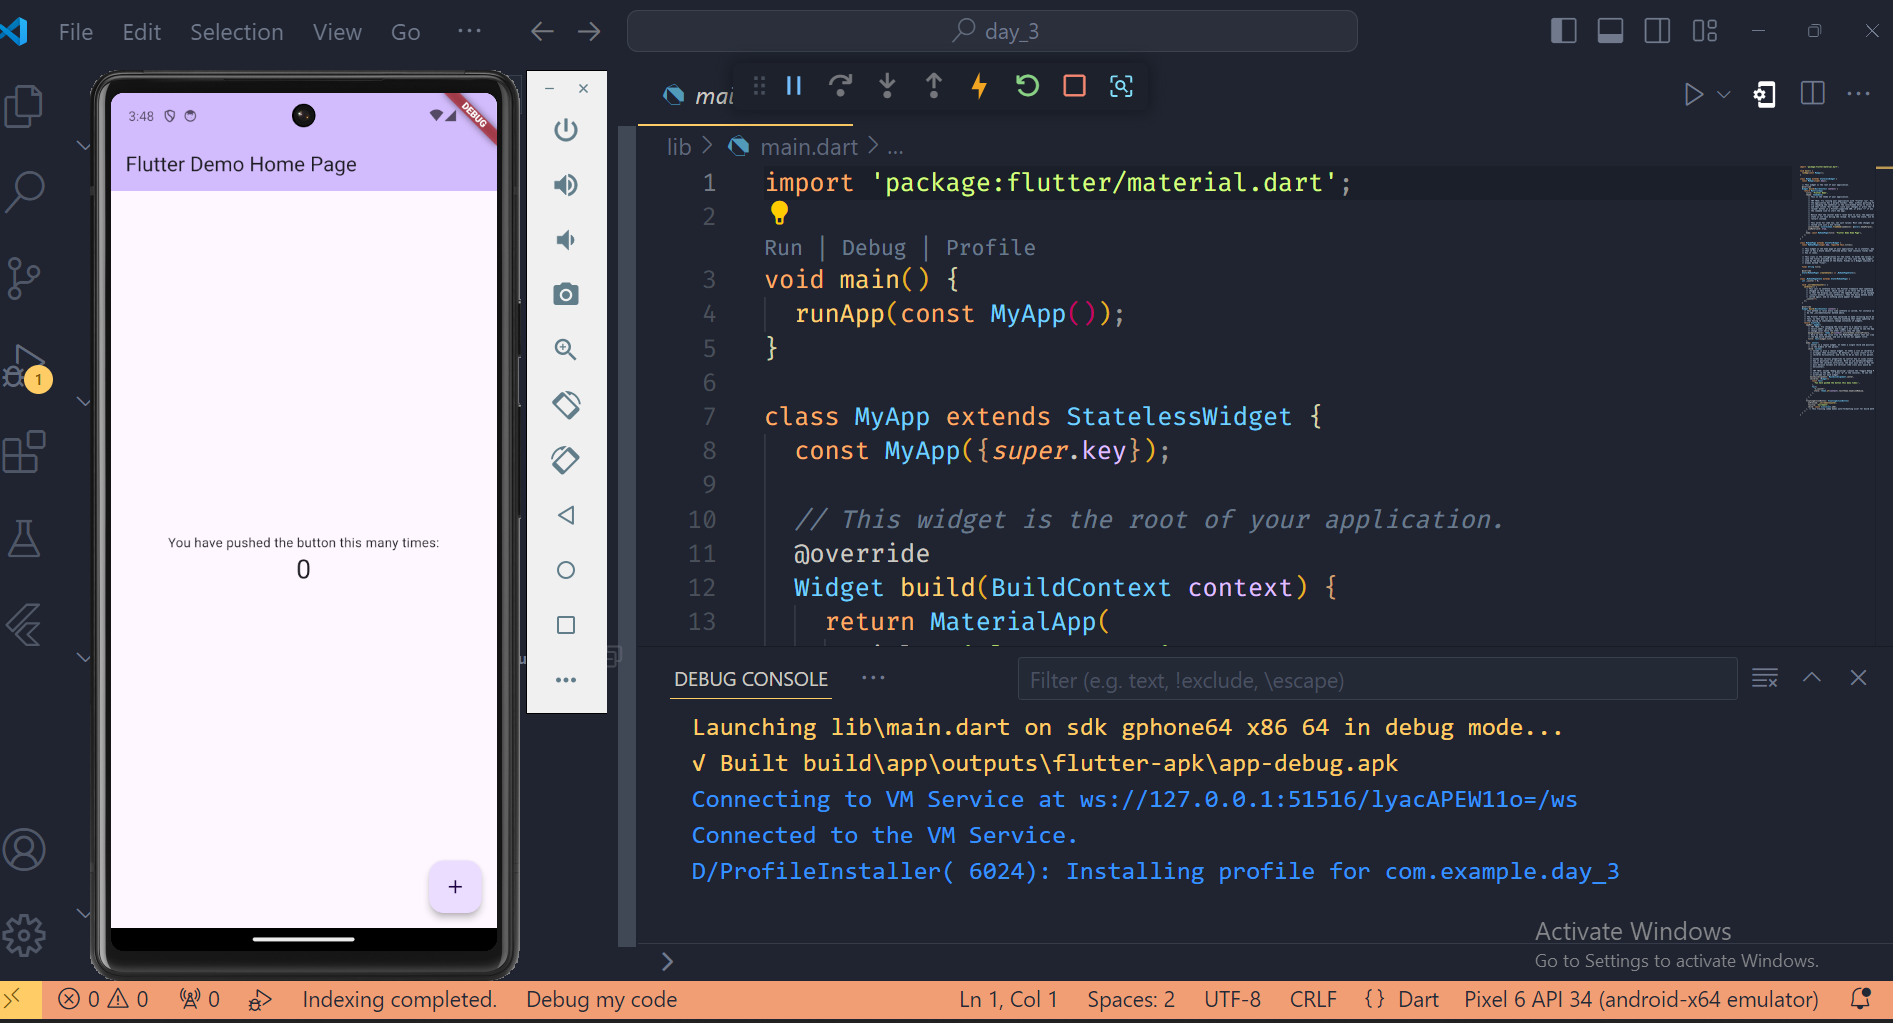 File Edit Selection View Go ···
day_3
3:48
DEBUG
Flutter Demo Home Page
You have pushed the button this many times:
0
+
lib > main.dart > ...
1 import 'package:flutter/material.dart';
2
Run | Debug | Profile
3 void main() {
4 runApp(const MyApp());
5 }
6
7 class MyApp extends StatelessWidget {
8 const MyApp({super.key});
9
10 // This widget is the root of your application.
11 @override
12 Widget build(BuildContext context) {
13 return MaterialApp(
1
DEBUG CONSOLE ···
Filter (e.g. text, !exclude, \escape)
Launching lib\main.dart on sdk gphone64 x86 64 in debug mode...
√ Built build\app\outputs\flutter-apk\app-debug.apk
Connecting to VM Service at ws://127.0.0.1:51516/lyacAPEW11o=/ws
Connected to the VM Service.
D/ProfileInstaller( 6024): Installing profile for com.example.day_3
Activate Windows
Go to Settings to activate Windows.
0 0 0 Indexing completed. Debug my code Ln 1, Col 1 Spaces: 2 UTF-8 CRLF {} Dart Pixel 6 API 34 (android-x64 emulator)